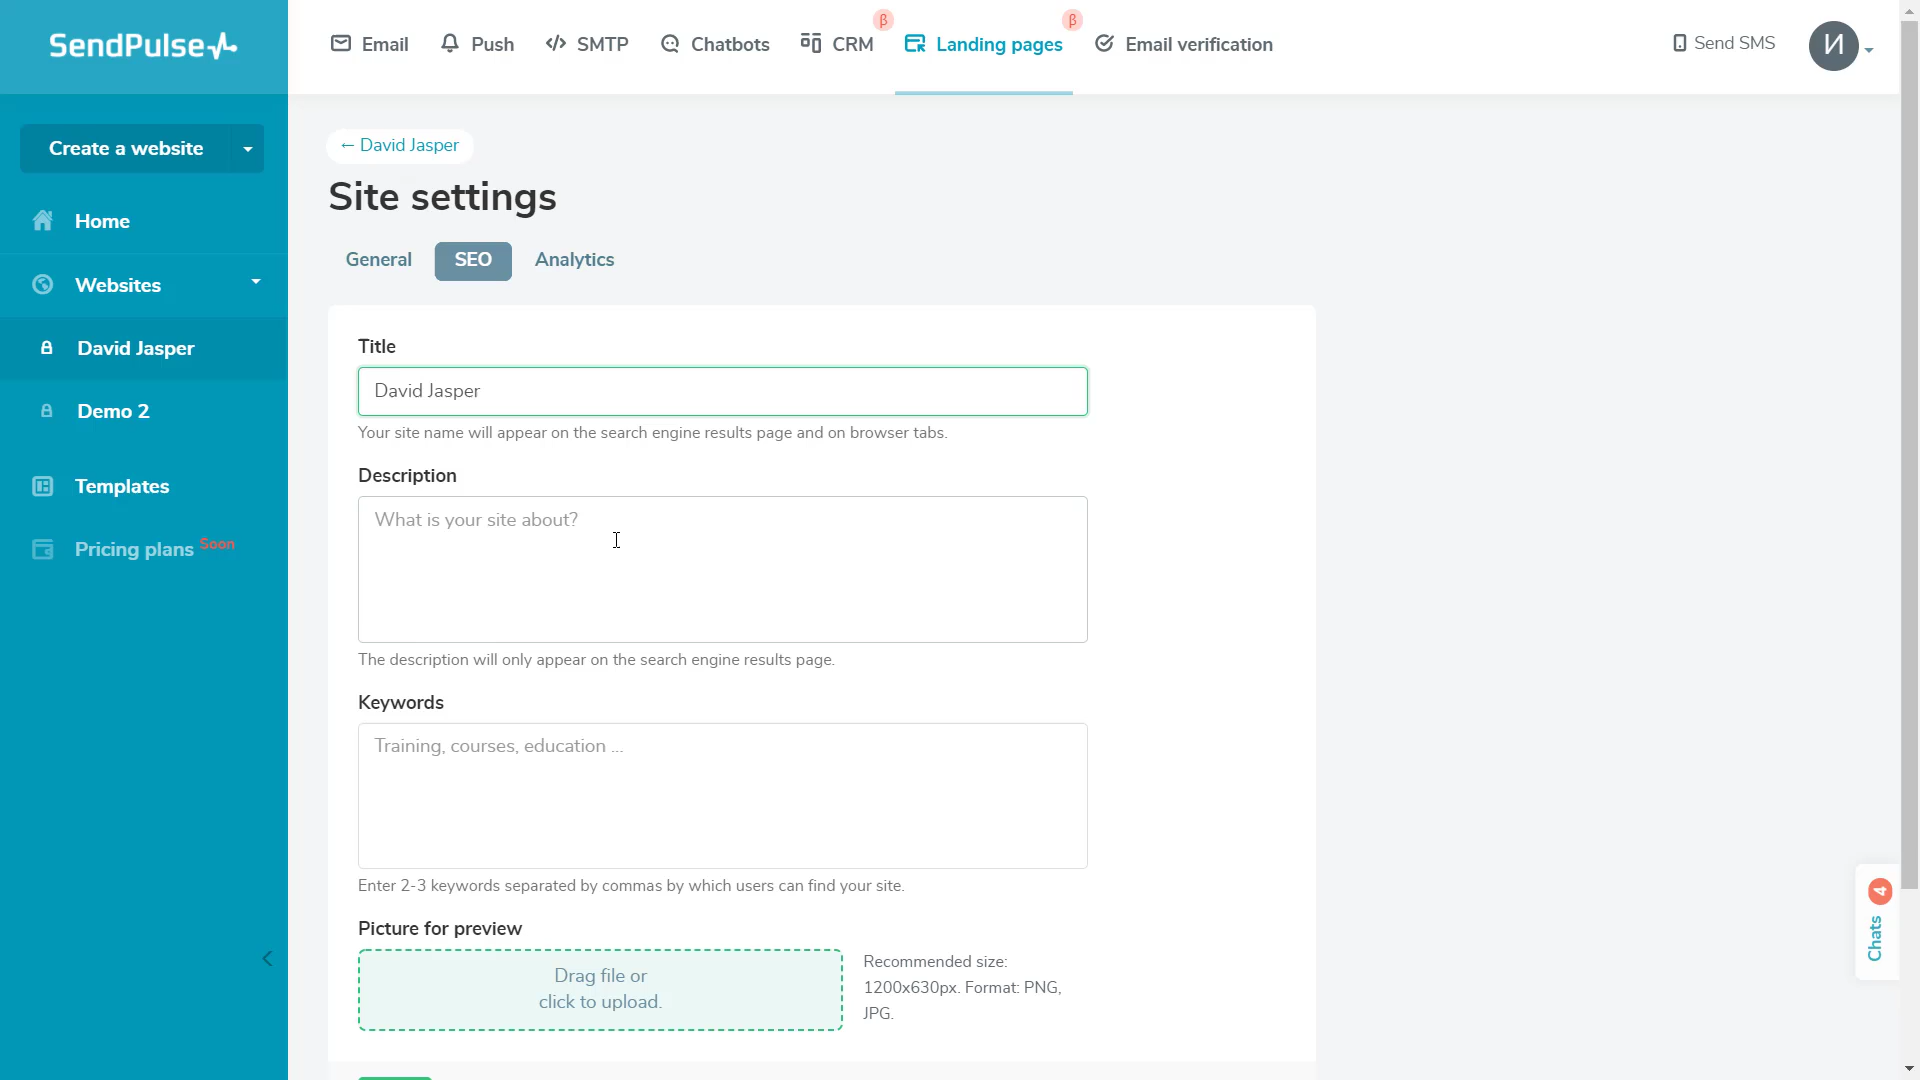 SendPulse
Email
Push
SMTP
Chatbots
CRM
β
Landing pages
β
Email verification
Send SMS
И
Create a website
Home
Websites
David Jasper
Demo 2
Templates
Pricing plans Soon
← David Jasper
Site settings
General
SEO
Analytics
Title
David Jasper
Your site name will appear on the search engine results page and on browser tabs.
Description
What is your site about?
The description will only appear on the search engine results page.
Keywords
Training, courses, education ...
Enter 2-3 keywords separated by commas by which users can find your site.
Picture for preview
Drag file or
click to upload.
Recommended size:
1200x630px. Format: PNG,
JPG.
Chats 4